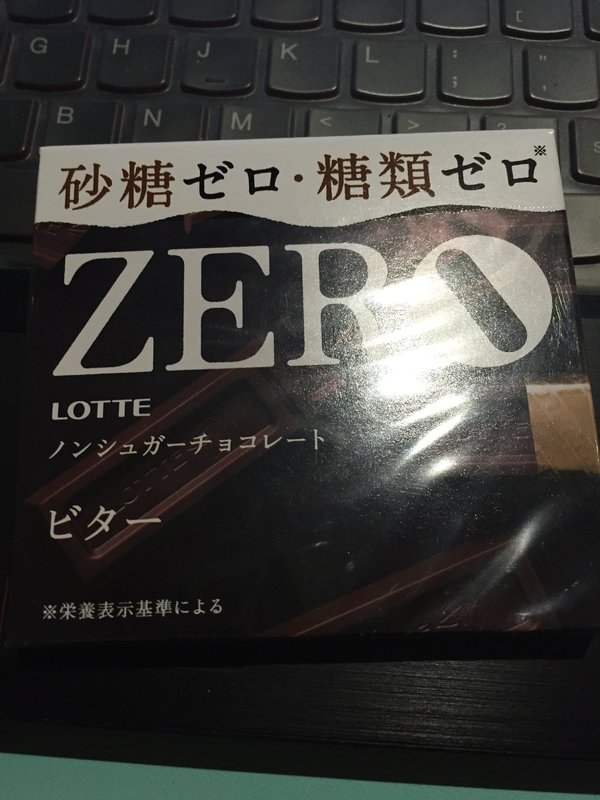 G H J K L : ;
B N M < >
砂糖ゼロ・糖類ゼロ※
ZERO
LOTTE
ノンシュガーチョコレート
ビター
※栄養表示基準による